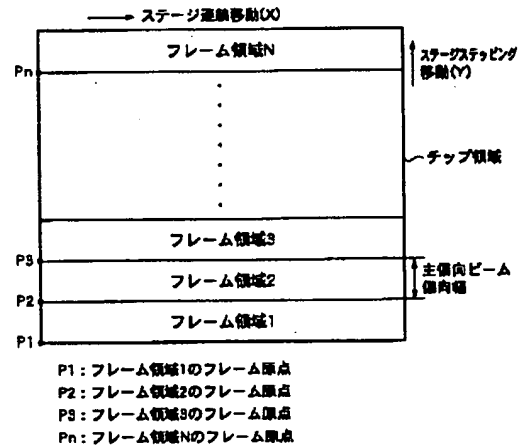 ステージ連続移動(X)
フレーム領域N
ステージステッピング
移動(Y)
Pn
チップ領域
フレーム領域3
P3
フレーム領域2
主偏向ビーム
偏向幅
P2
フレーム領域1
P1
P1:フレーム領域1のフレーム原点
P2:フレーム領域2のフレーム原点
P3:フレーム領域3のフレーム原点
Pn:フレーム領域Nのフレーム原点